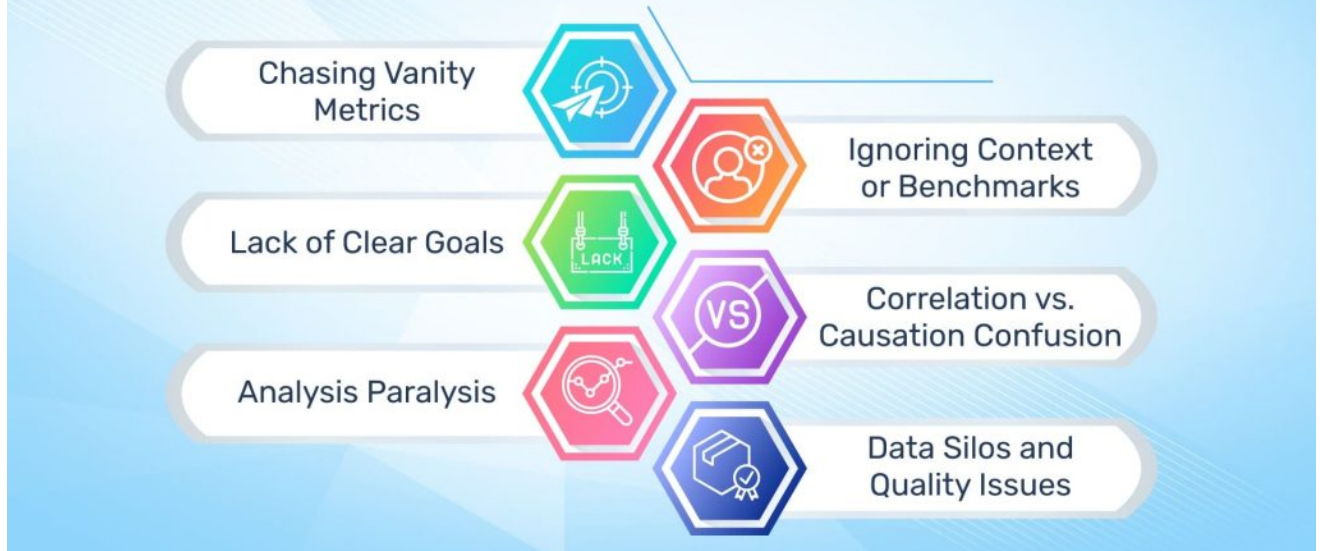 Chasing Vanity
Metrics
Ignoring Context
or Benchmarks
Lack of Clear Goals
LACK
Correlation vs.
Causation Confusion
VS
Analysis Paralysis
Data Silos and
Quality Issues